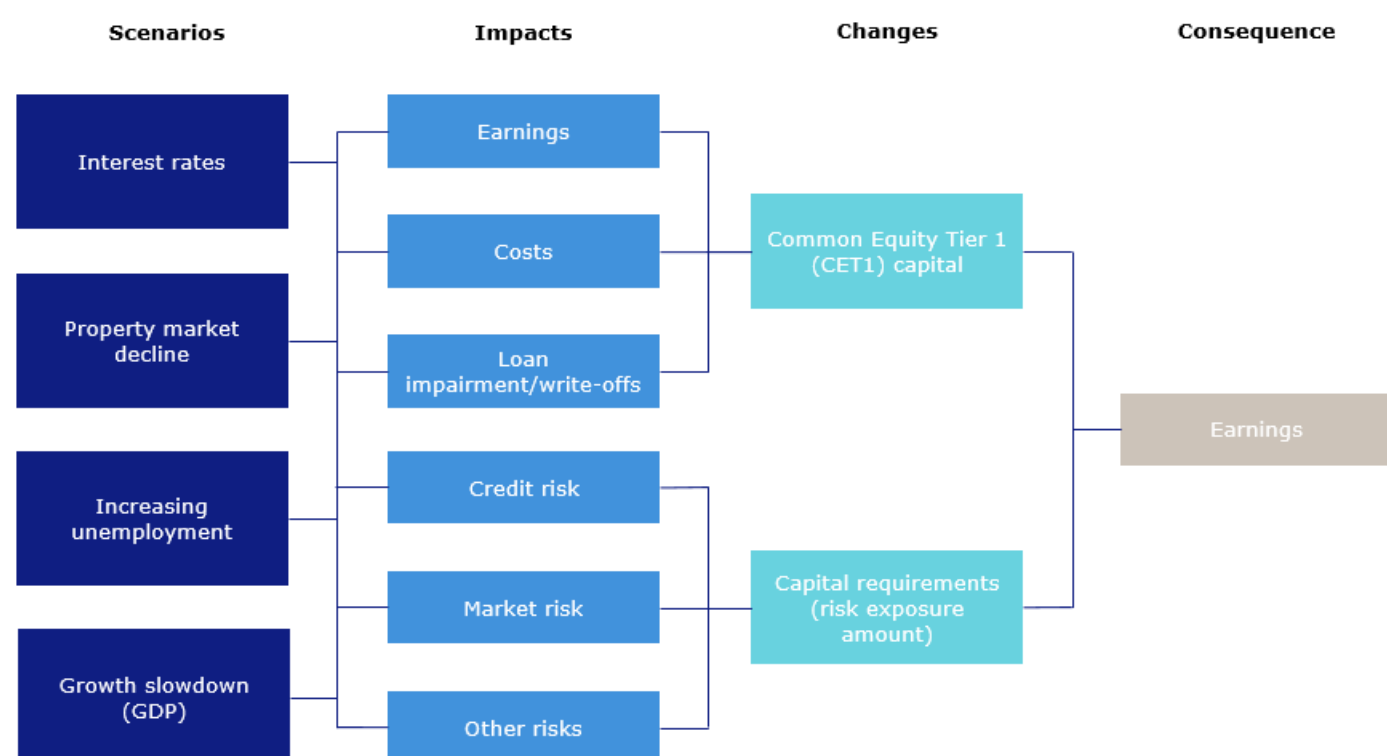 Scenarios
Impacts
Changes
Consequence
Interest rates
Property market
decline
Increasing
unemployment
Growth slowdown
(GDP)
Earnings
Costs
Loan
impairment/write-offs
Credit risk
Market risk
Other risks
Common Equity Tier 1
(CET1) capital
Capital requirements
(risk exposure
amount)
Earnings